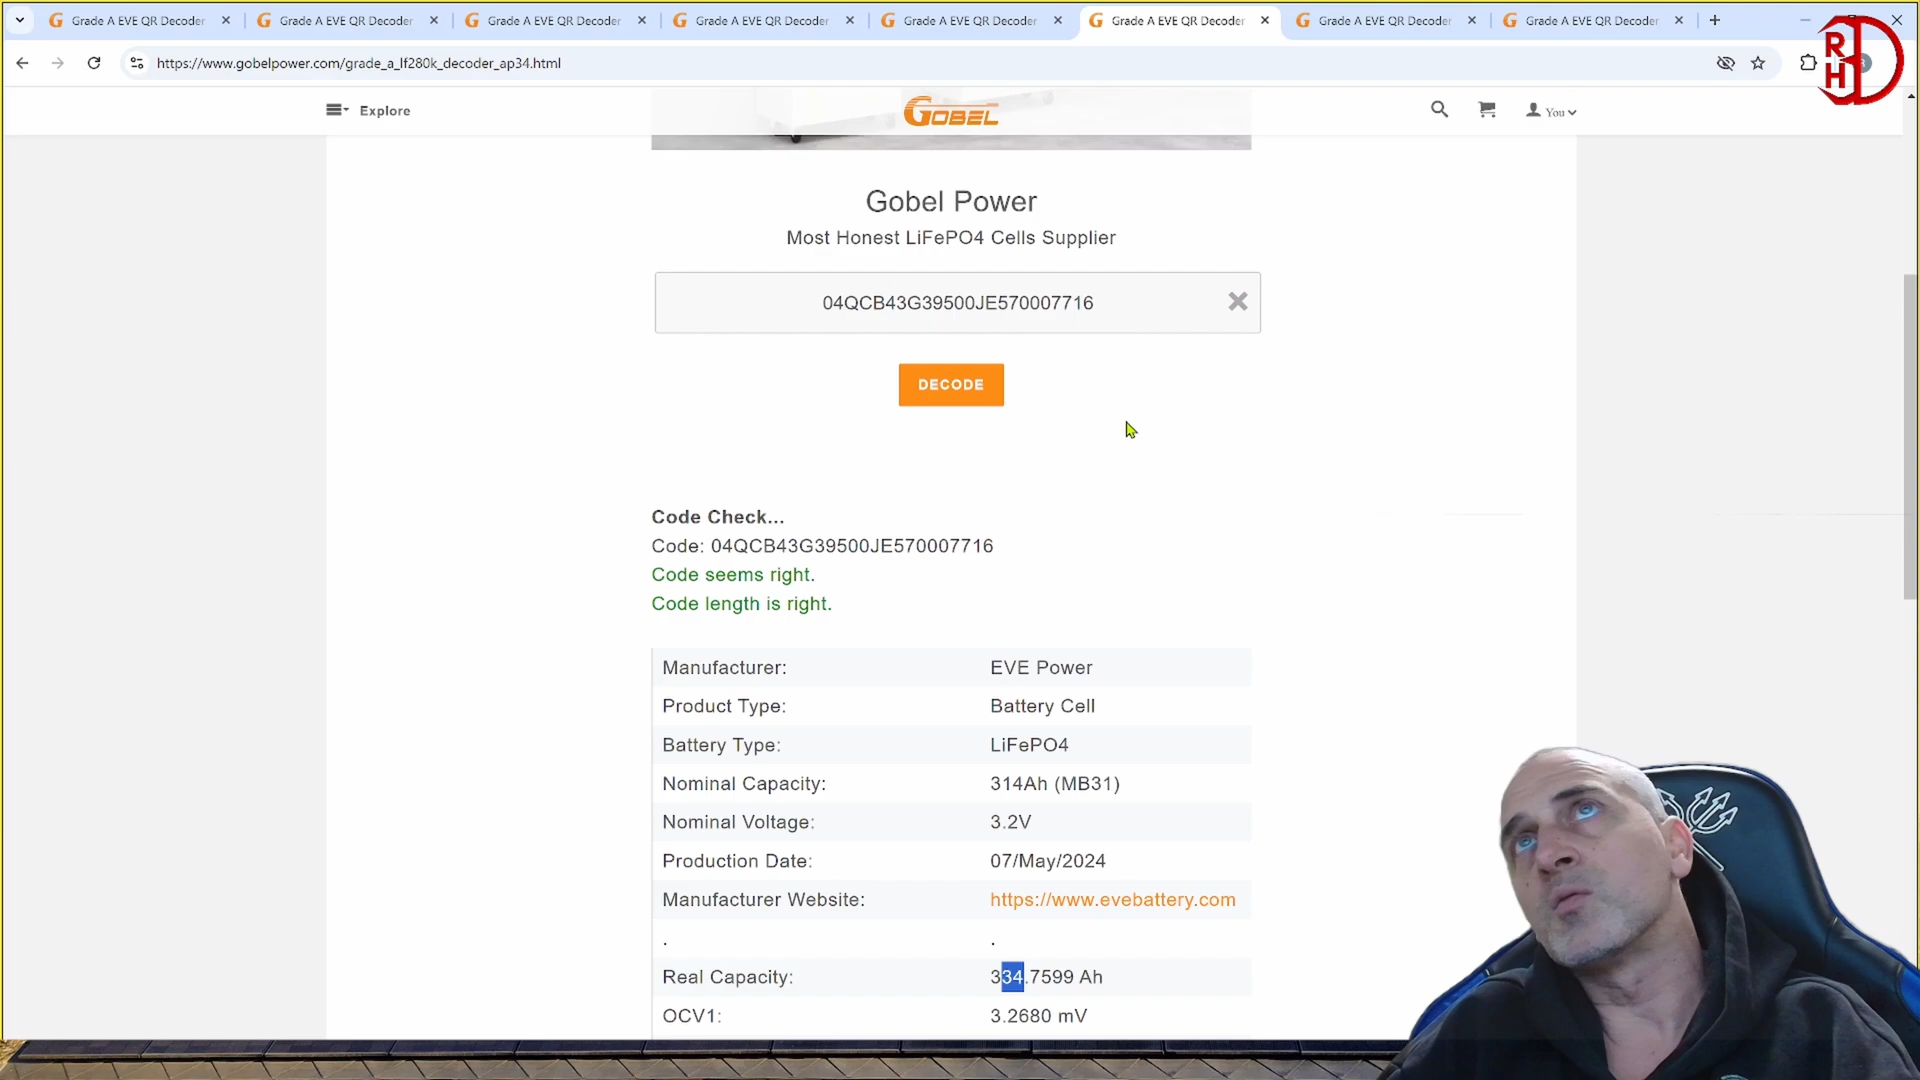 Grade A EVE QR Decoder
Grade A EVE QR Decoder
Grade A EVE QR Decoder
Grade A EVE QR Decoder
Grade A EVE QR Decoder
Grade A EVE QR Decoder
Grade A EVE QR Decoder
Grade A EVE QR Decoder
https://www.gobelpower.com/grade_a_lf280k_decoder_ap34.html
RHD
Explore
GOBEL
You
Gobel Power
Most Honest LiFePO4 Cells Supplier
04QCB43G39500JE570007716
DECODE
Code Check...
Code: 04QCB43G39500JE570007716
Code seems right.
Code length is right.
Manufacturer: EVE Power
Product Type: Battery Cell
Battery Type: LiFePO4
Nominal Capacity: 314Ah (MB31)
Nominal Voltage: 3.2V
Production Date: 07/May/2024
Manufacturer Website: https://www.evebattery.com
. .
Real Capacity: 334.7599 Ah
OCV1: 3.2680 mV